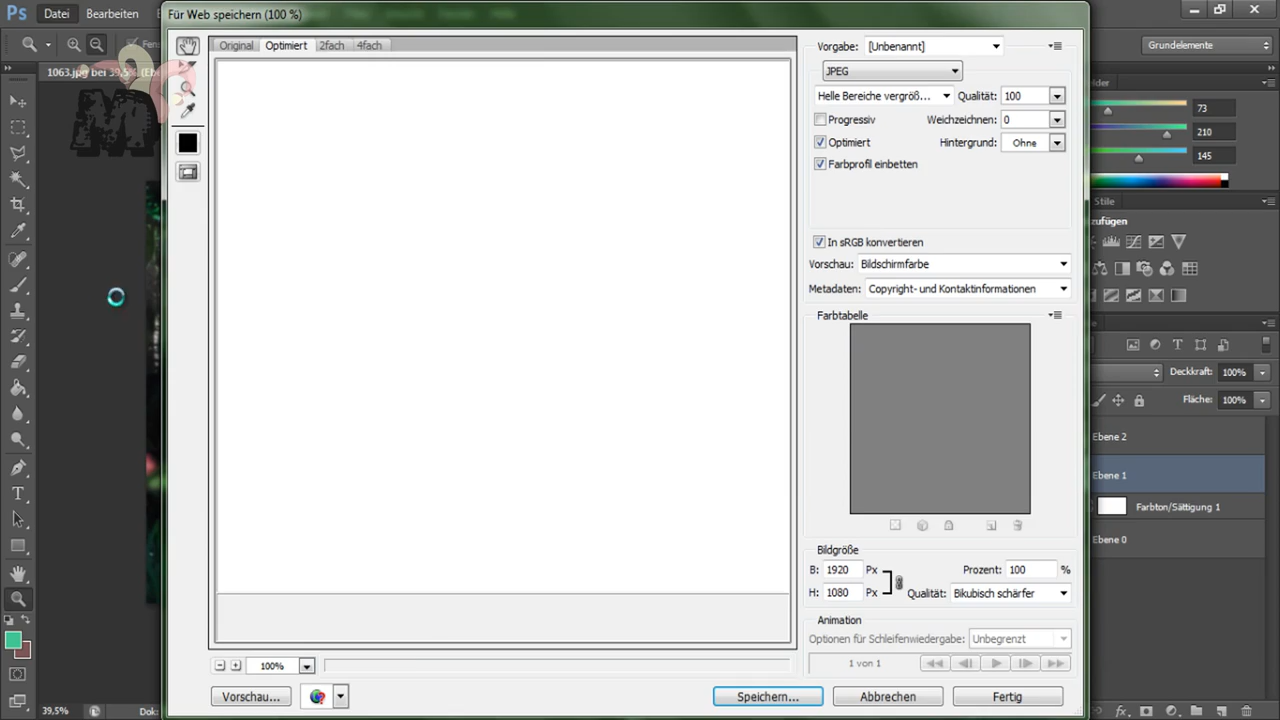 Ps Datei Bearbeiten
Für Web speichern (100 %)
Grundelemente
1063.jpg bei 39,5% (Eb
Original Optimiert 2fach 4fach
Vorgabe: [Unbenannt]
JPEG
Helle Bereiche vergröß... Qualität: 100
Progressiv Weichzeichnen: 0
Optimiert Hintergrund: Ohne
Farbprofil einbetten
In sRGB konvertieren
Vorschau: Bildschirmfarbe
Metadaten: Copyright- und Kontaktinformationen
Farbtabelle
Bildgröße
B: 1920 Px Prozent: 100 %
H: 1080 Px Qualität: Bikubisch schärfer
Animation
Optionen für Schleifenwiedergabe: Unbegrenzt
1 von 1
100%
Vorschau... Speichern... Abbrechen Fertig
elder
73
210
145
Stile
zufügen
Deckkraft: 100%
Fläche: 100%
Ebene 2
Ebene 1
Farbton/Sättigung 1
Ebene 0
39,5% Dok: